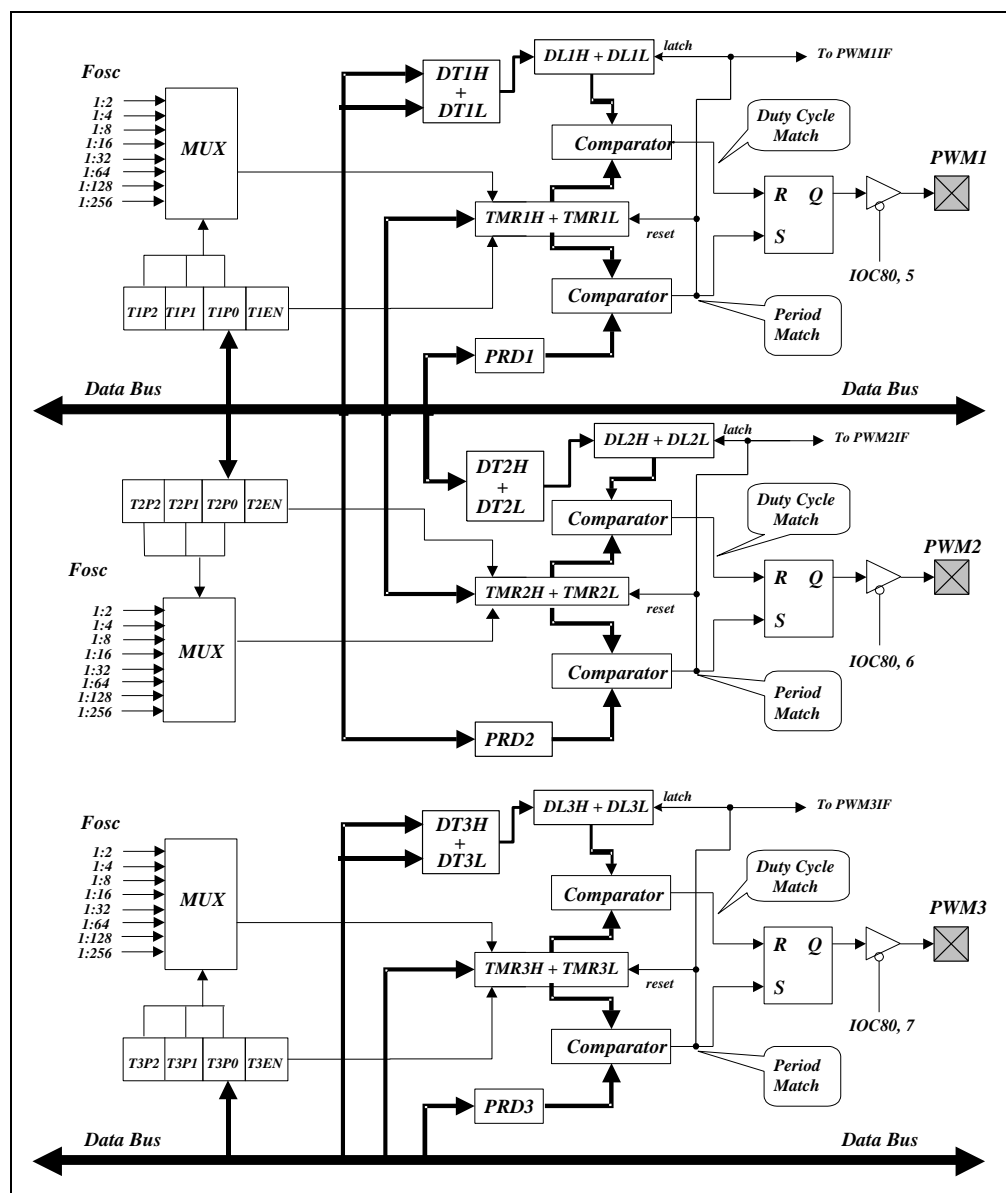 DL1H + DL1L
latch
To PWM1IF
Fosc
DT1H
+
DT1L
1:2
1:4
1:8
1:16
1:32
1:64
1:128
1:256
MUX
Comparator
Duty Cycle
Match
PWM1
R Q
S
TMR1H + TMR1L
reset
IOC80, 5
T1P2 T1P1 T1P0 T1EN
Comparator
Period
Match
PRD1
Data Bus
Data Bus
DL2H + DL2L
latch
To PWM2IF
DT2H
+
DT2L
T2P2 T2P1 T2P0 T2EN
Comparator
Duty Cycle
Match
PWM2
Fosc
1:2
1:4
1:8
1:16
1:32
1:64
1:128
1:256
MUX
R Q
S
TMR2H + TMR2L
reset
IOC80, 6
Comparator
Period
Match
PRD2
DL3H + DL3L
latch
To PWM3IF
Fosc
DT3H
+
DT3L
1:2
1:4
1:8
1:16
1:32
1:64
1:128
1:256
MUX
Comparator
Duty Cycle
Match
PWM3
R Q
S
TMR3H + TMR3L
reset
IOC80, 7
T3P2 T3P1 T3P0 T3EN
Comparator
Period
Match
PRD3
Data Bus
Data Bus